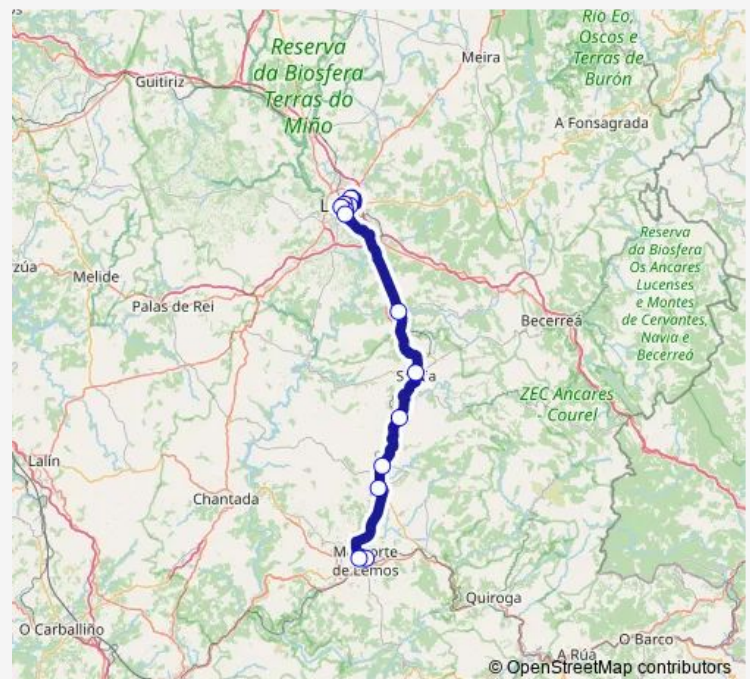 Reserva
da Biosfera
Terras do
Miño
Río Eo,
Oscos e
Terras de
Burón
Meira
Guitiriz
A Fonsagrada
Reserva
da Biosfera
Os Ancares
Lucenses
e Montes
de Cervantes,
Navia e
Becerreá
Melide
Palas de Rei
Becerreá
ZEC Ancares
- Courel
Lalín
Chantada
de Lemos
Quiroga
O Carballiño
O Barco
A Rúa
© OpenStreetMap contributors